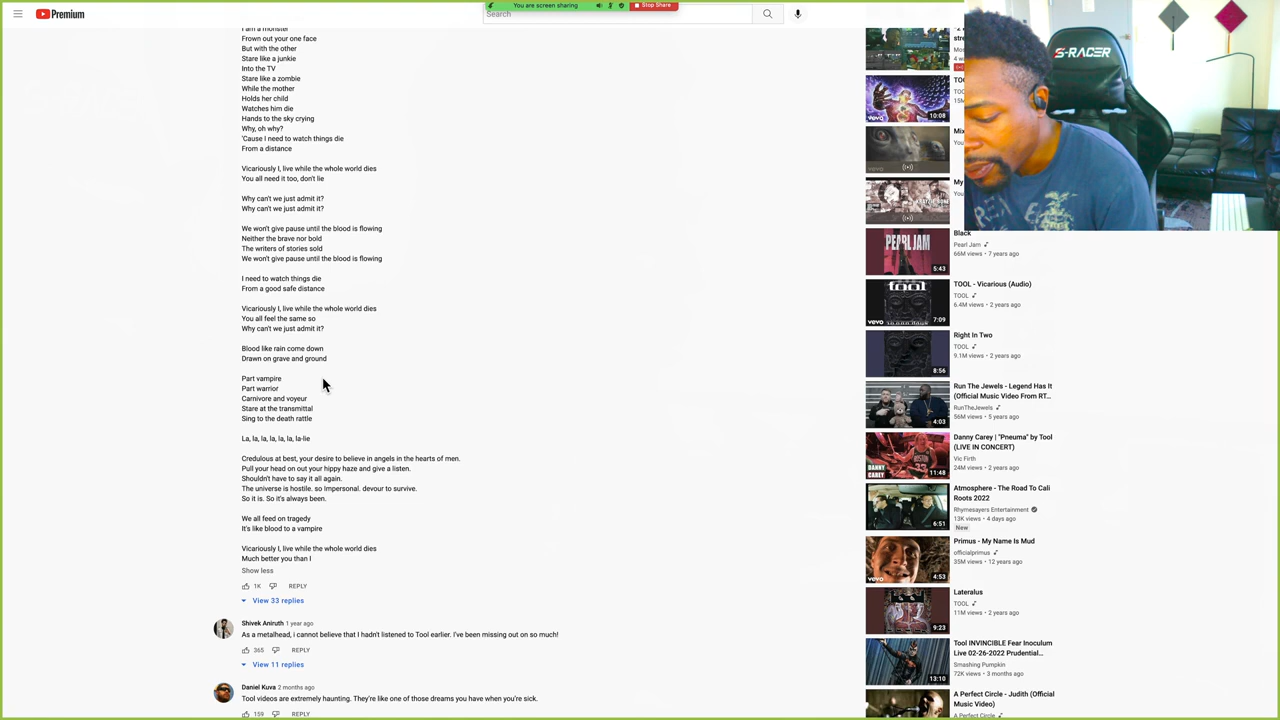 You are screen sharing
Stop Share
Premium
Search
I am a monster
Frown out your one face
But with the other
Stare like a junkie
Into the TV
Stare like a zombie
While the mother
Holds her child
Watches him die
Hands to the sky crying
Why, oh why?
'Cause I need to watch things die
From a distance
Vicariously I, live while the whole world dies
You all need it too, don't lie
Why can't we just admit it?
Why can't we just admit it?
We won't give pause until the blood is flowing
Neither the brave nor bold
The writers of stories sold
We won't give pause until the blood is flowing
I need to watch things die
From a good safe distance
Vicariously I, live while the whole world dies
You all feel the same so
Why can't we just admit it?
Blood like rain come down
Drawn on grave and ground
Part vampire
Part warrior
Carnivore and voyeur
Stare at the transmittal
Sing to the death rattle
La, la, la, la, la, la, la-lie
Credulous at best, your desire to believe in angels in the hearts of men.
Pull your head on out your hippy haze and give a listen.
Shouldn't have to say it all again.
The universe is hostile. so Impersonal. devour to survive.
So it is. So it's always been.
We all feed on tragedy
It's like blood to a vampire
Vicariously I, live while the whole world dies
Much better you than I
Show less
1K REPLY
View 33 replies
Shivek Aniruth 1 year ago
As a metalhead, i cannot believe that I hadn't listened to Tool earlier. I've been missing out on so much!
365 REPLY
View 11 replies
Daniel Kuva 2 months ago
Tool videos are extremely haunting. They're like one of those dreams you have when you're sick.
159 REPLY
stre
Mos
4 w
TOO
TOO
15M
vevo
10:08
Mix
You
My
You
Black
Pearl Jam
66M views • 7 years ago
PEARL JAM
5:43
TOOL - Vicarious (Audio)
TOOL
6.4M views • 2 years ago
TOOL
vevo
7:09
Right In Two
TOOL
9.1M views • 2 years ago
8:56
Run The Jewels - Legend Has It
(Official Music Video From RT...
RunTheJewels
56M views • 5 years ago
4:03
Danny Carey | "Pneuma" by Tool
(LIVE IN CONCERT)
Vic Firth
24M views • 2 years ago
DANNY
CAREY
11:48
Atmosphere - The Road To Cali
Roots 2022
Rhymesayers Entertainment
13K views • 4 days ago
New
6:51
Primus - My Name Is Mud
officialprimus
35M views • 12 years ago
vevo
4:53
Lateralus
TOOL
11M views • 2 years ago
9:23
Tool INVINCIBLE Fear Inoculum
Live 02-26-2022 Prudential...
Smashing Pumpkin
72K views • 3 months ago
13:10
A Perfect Circle - Judith (Official
Music Video)
A Perfect Circle
S-RACER